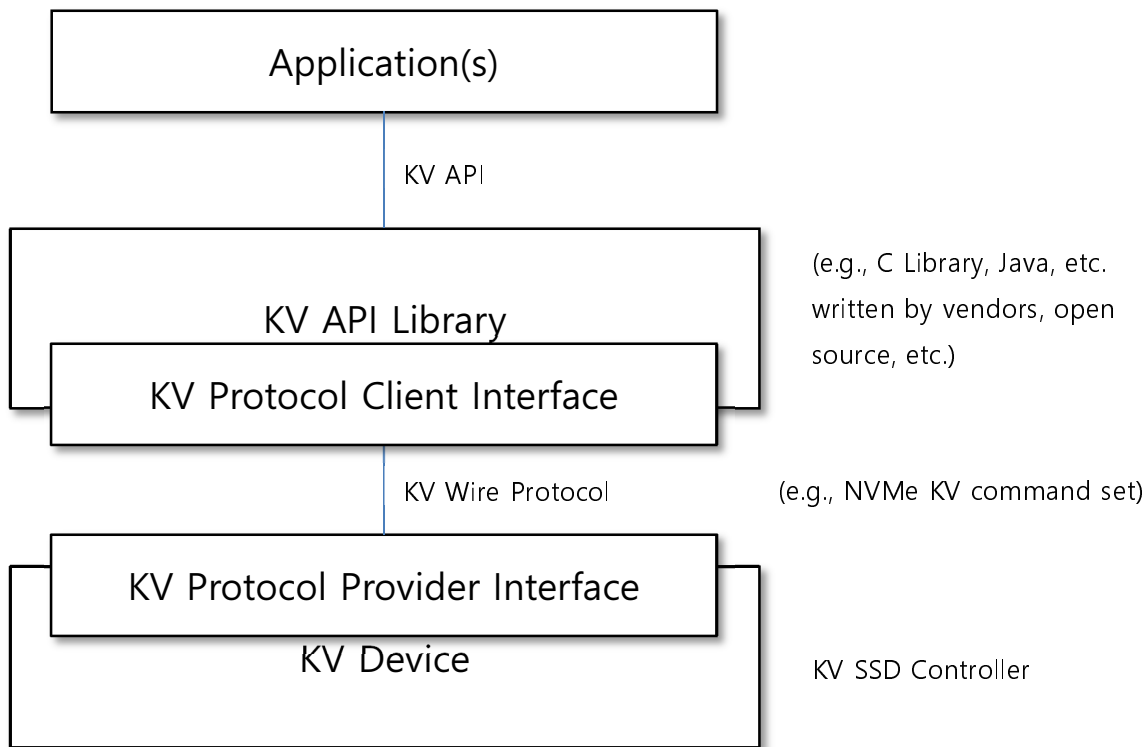 Application(s)
KV API
KV API Library
(e.g., C Library, Java, etc.
written by vendors, open
source, etc.)
KV Protocol Client Interface
KV Wire Protocol
(e.g., NVMe KV command set)
KV Protocol Provider Interface
KV Device
KV SSD Controller